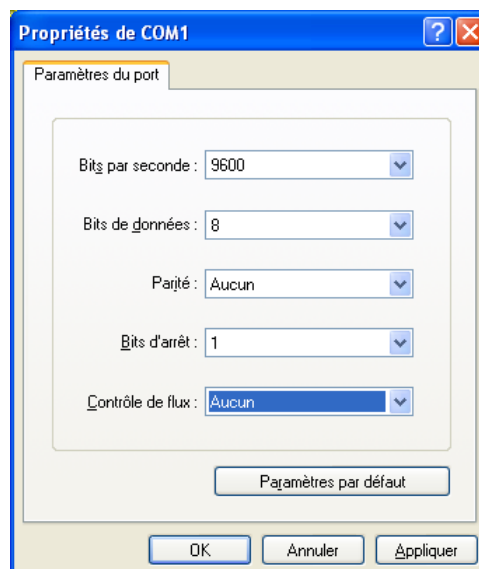 Propriétés de COM1
Paramètres du port
Bits par seconde : 9600
Bits de données : 8
Parité : Aucun
Bits d'arrêt : 1
Contrôle de flux : Aucun
Paramètres par défaut
OK Annuler Appliquer